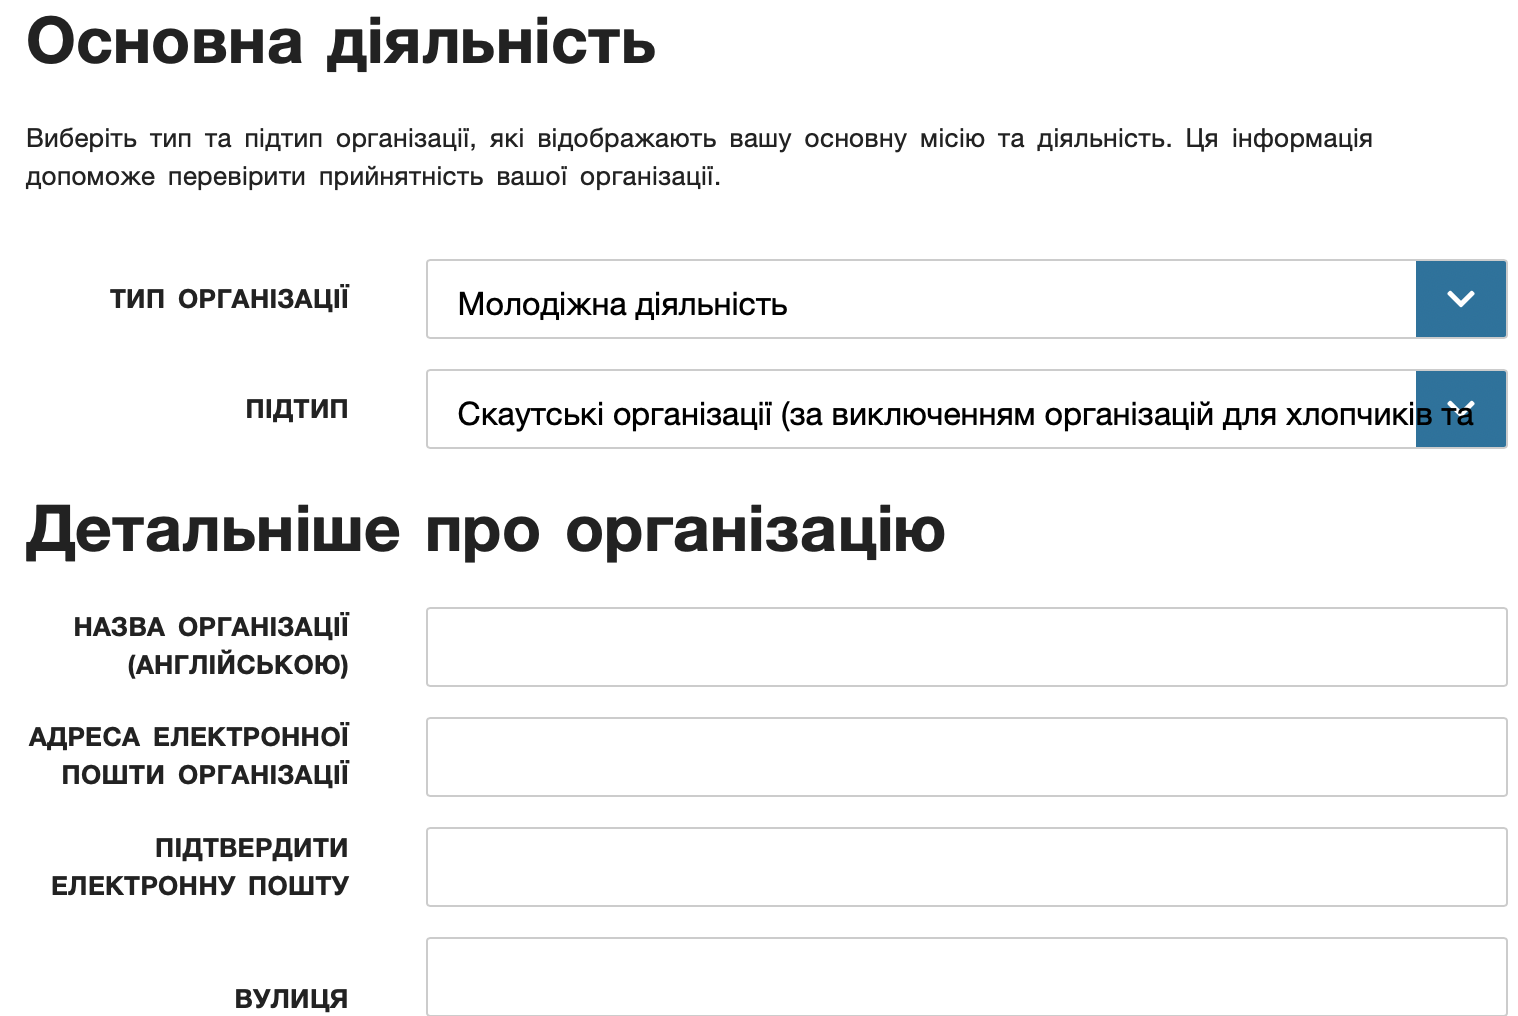 Основна діяльність
Виберіть тип та підтип організації, які відображають вашу основну місію та діяльність. Ця інформація
допоможе перевірити прийнятність вашої організації.
ТИП ОРГАНІЗАЦІЇ
Молодіжна діяльність
ПІДТИП
Скаутські організації (за виключенням організацій для хлопчиків та
Детальніше про організацію
НАЗВА ОРГАНІЗАЦІЇ
(АНГЛІЙСЬКОЮ)
АДРЕСА ЕЛЕКТРОННОЇ
ПОШТИ ОРГАНІЗАЦІЇ
ПІДТВЕРДИТИ
ЕЛЕКТРОННУ ПОШТУ
ВУЛИЦЯ